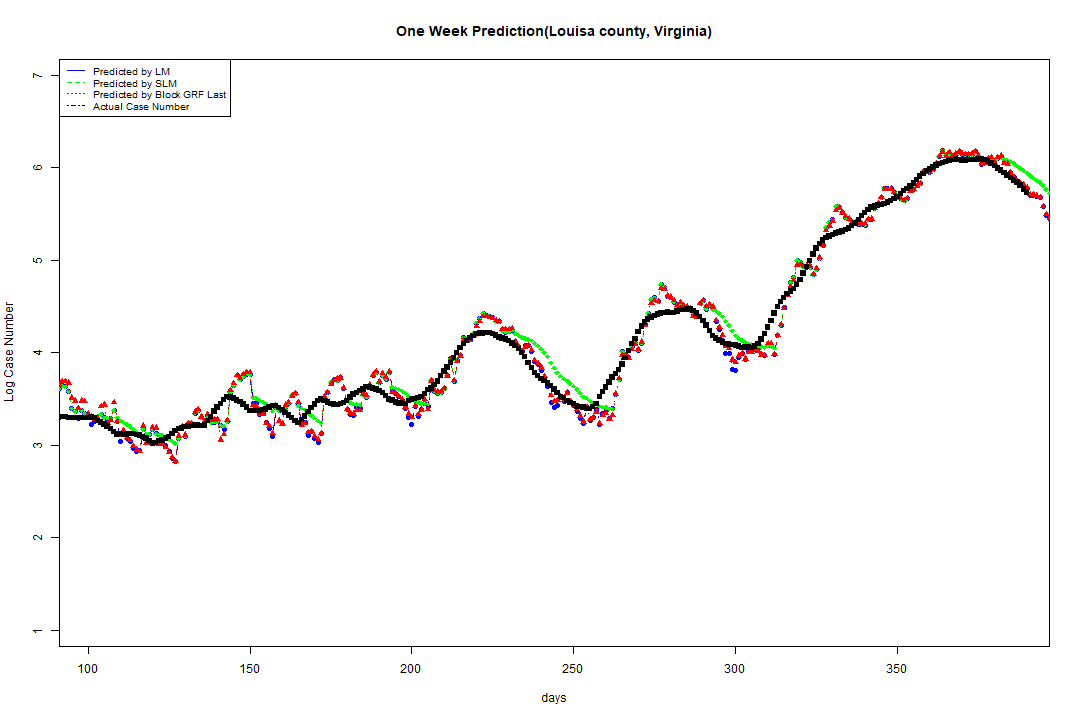 One Week Prediction(Louisa county, Virginia)
Predicted by LM
Predicted by SLM
Predicted by Block GRF Last
Actual Case Number
7
6
5
4
3
2
1
Log Case Number
100 150 200 250 300 350
days